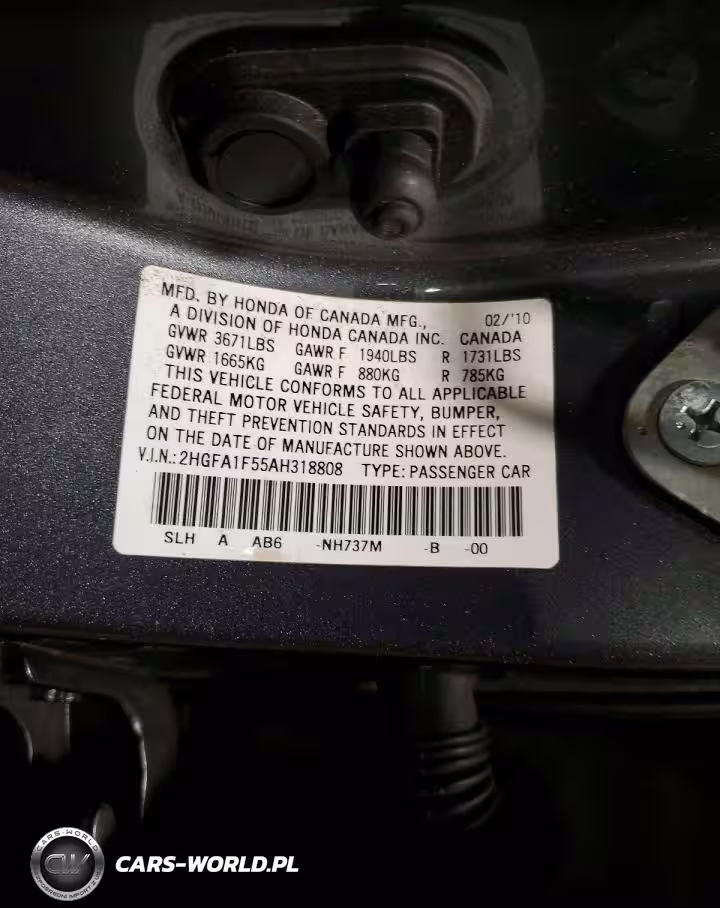 MFD. BY HONDA OF CANADA MFG., 02/'10
A DIVISION OF HONDA CANADA INC. CANADA
GVWR 3671LBS GAWR F 1940LBS R 1731LBS
GVWR 1665KG GAWR F 880KG R 785KG
THIS VEHICLE CONFORMS TO ALL APPLICABLE
FEDERAL MOTOR VEHICLE SAFETY, BUMPER,
AND THEFT PREVENTION STANDARDS IN EFFECT
ON THE DATE OF MANUFACTURE SHOWN ABOVE.
V.I.N.:2HGFA1F55AH318808 TYPE:PASSENGER CAR
SLH A AB6 -NH737M -B -00
CARS-WORLD
CW
CARS-WORLD.PL